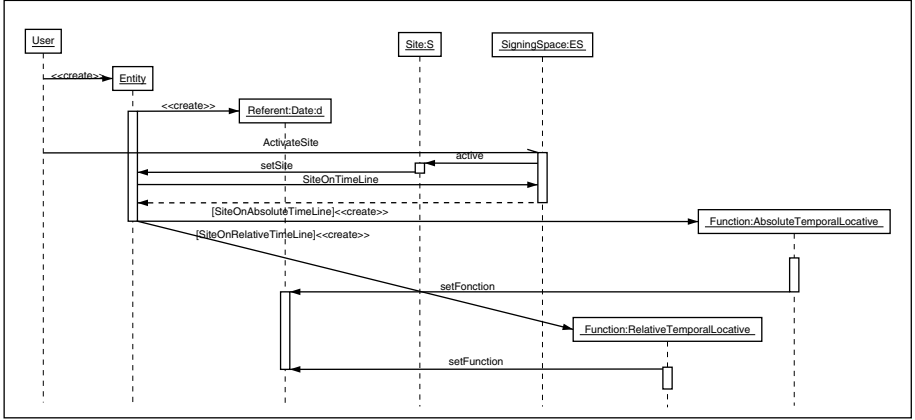 User
Site:S
SigningSpace:ES
<<create>>
Entity
<<create>>
Referent:Date:d
ActivateSite
active
setSite
SiteOnTimeLine
[SiteOnAbsoluteTimeLine]<<create>>
Function:AbsoluteTemporalLocative
[SiteOnRelativeTimeLine]<<create>>
setFonction
Function:RelativeTemporalLocative
setFunction